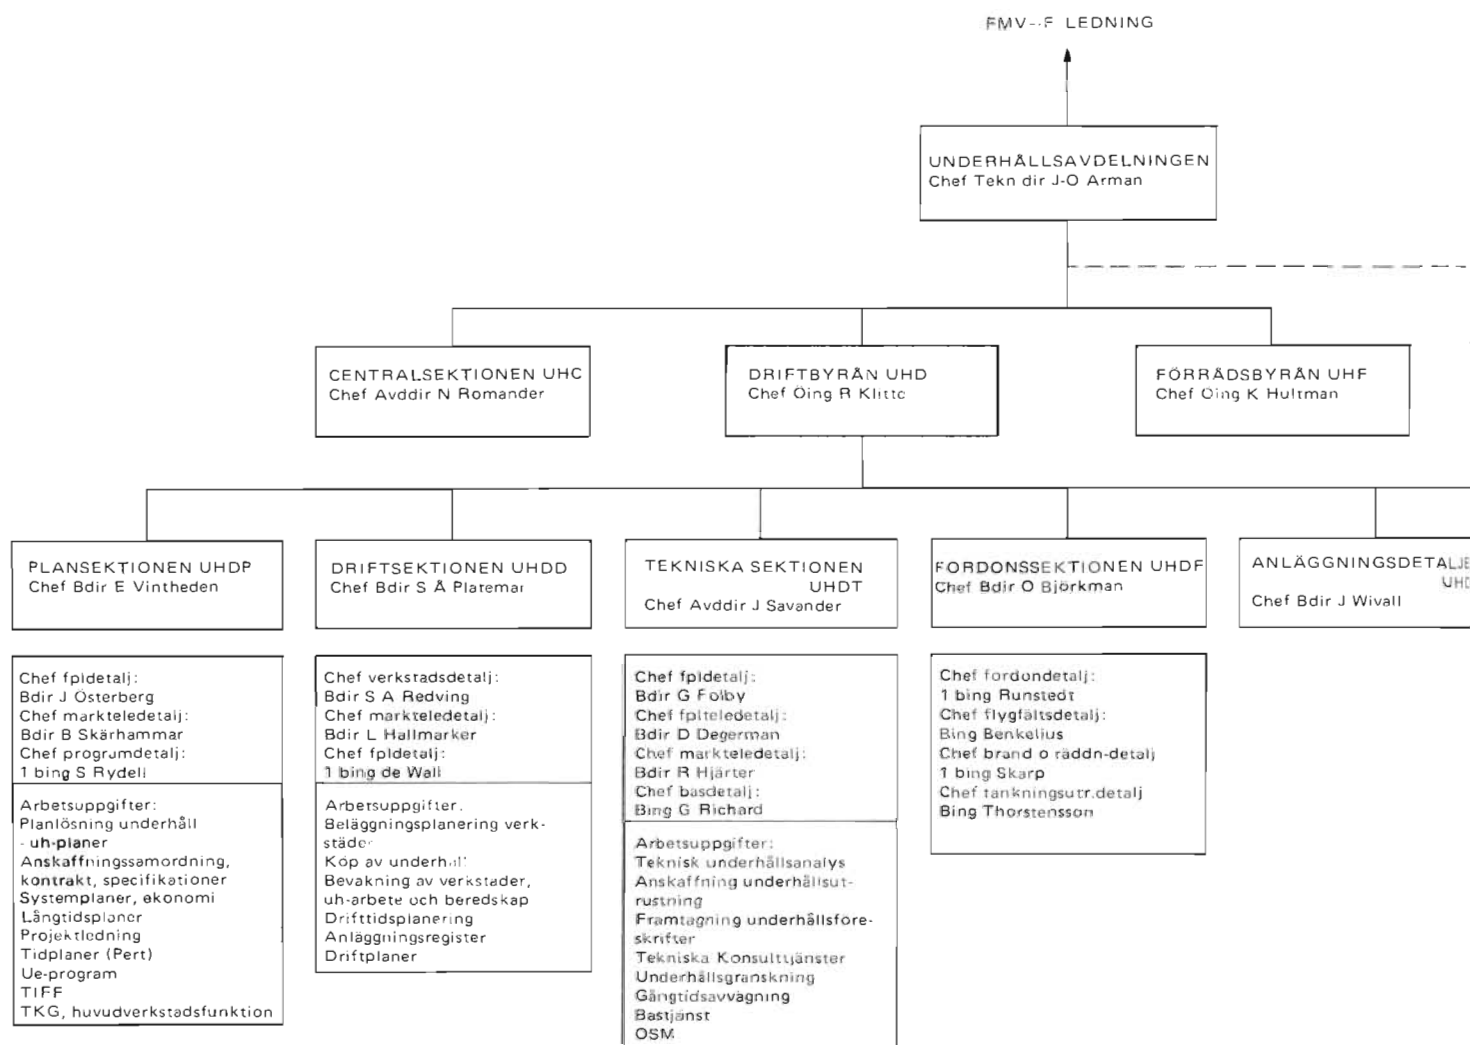 FMV--F LEDNING
UNDERHÅLLSAVDELNINGEN
Chef Tekn dir J-O Arman
CENTRALSEKTIONEN UHC
Chef Avddir N Romander
DRIFTBYRÅN UHD
Chef Öing R Klitte
FÖRRÅDSBYRÅN UHF
Chef Öing K Hultman
PLANSEKTIONEN UHDP
Chef Bdir E Vintheden
DRIFTSEKTIONEN UHDD
Chef Bdir S Å Platemar
TEKNISKA SEKTIONEN
UHDT
Chef Avddir J Savander
FORDONSSEKTIONEN UHDF
Chef Bdir O Björkman
ANLÄGGNINGSDETALJE
UHD
Chef Bdir J Wivall
Chef fpldetalj:
Bdir J Österberg
Chef markteledetalj:
Bdir B Skärhammar
Chef programdetalj:
1 bing S Rydell
Arbetsuppgifter:
Planlösning underhåll
- uh-planer
Anskaffningssamordning,
kontrakt, specifikationer
Systemplaner, ekonomi
Långtidsplaner
Projektledning
Tidplaner (Pert)
Ue-program
TIFF
TKG, huvudverkstadsfunktion
Chef verkstadsdetalj:
Bdir S A Redving
Chef markteledetalj:
Bdir L Hallmarker
Chef fpldetalj:
1 bing de Wall
Arbetsuppgifter.
Beläggningsplanering verk-
städer
Köp av underhåll
Bevakning av verkstäder,
uh-arbete och beredskap
Drifttidsplanering
Anläggningsregister
Driftplaner
Chef fpldetalj:
Bdir G Folby
Chef fplteledetalj:
Bdir D Degerman
Chef markteledetalj:
Bdir R Hjärter
Chef basdetalj:
Bing G Richard
Arbetsuppgifter:
Teknisk underhållsanalys
Anskaffning underhållsut-
rustning
Framtagning underhållsföre-
skrifter
Tekniska Konsulttjänster
Underhållsgranskning
Gångtidsavvägning
Bastjänst
OSM
Chef fordondetalj:
1 bing Runstedt
Chef flygfältsdetalj:
Bing Benkelius
Chef brand o räddn-detalj
1 bing Skarp
Chef tankningsutr.detalj
Bing Thorstensson